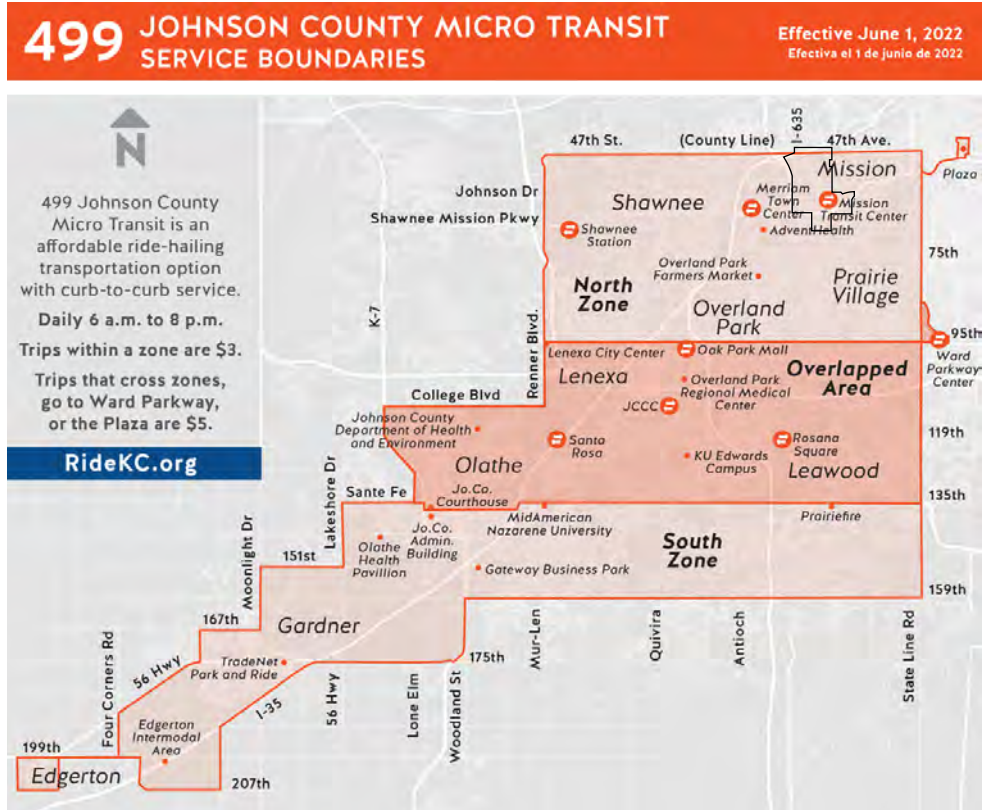 499 JOHNSON COUNTY MICRO TRANSIT
SERVICE BOUNDARIES
Effective June 1, 2022
Efectiva el 1 de junio de 2022
N
499 Johnson County
Micro Transit is an
affordable ride-hailing
transportation option
with curb-to-curb service.
Daily 6 a.m. to 8 p.m.
Trips within a zone are $3.
Trips that cross zones,
go to Ward Parkway,
or the Plaza are $5.
RideKC.org
47th St.
(County Line)
I-635
47th Ave.
Plaza
Johnson Dr
Shawnee Mission Pkwy
Shawnee
Mission
Merriam
Town
Center
Mission
Transit Center
AdventHealth
Shawnee
Station
75th
Overland Park
Farmers Market
North
Zone
Overland
Park
Prairie
Village
K-7
Renner Blvd.
95th
Ward
Parkway
Center
Lenexa City Center
Oak Park Mall
Lenexa
Overlapped
Area
Overland Park
Regional Medical
Center
JCCC
College Blvd
Johnson County
Department of Health
and Environment
Santa
Rosa
Rosana
Square
119th
KU Edwards
Campus
Olathe
Leawood
Lakeshore Dr
Sante Fe
Jo.Co.
Courthouse
135th
MidAmerican
Nazarene University
Prairiefire
Jo.Co.
Admin.
Building
Olathe
Health
Pavillion
South
Zone
Moonlight Dr
151st
Gateway Business Park
159th
167th
Gardner
Mur-Len
Quivira
Antioch
State Line Rd
Four Corners Rd
56 Hwy
TradeNet
Park and Ride
175th
I-35
56 Hwy
Lone Elm
Woodland St
Edgerton
Intermodal
Area
199th
Edgerton
207th